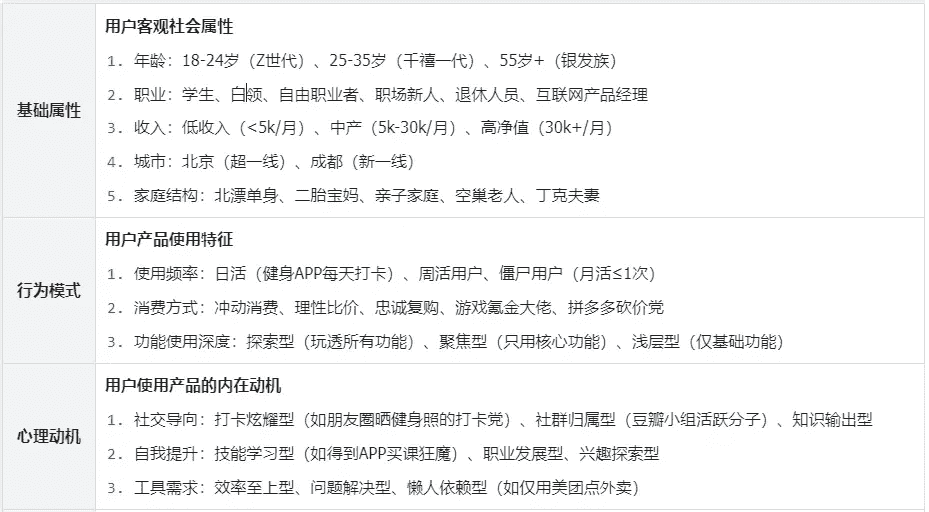 基础属性
用户客观社会属性
1. 年龄：18-24岁（Z世代）、25-35岁（千禧一代）、55岁+（银发族）
2. 职业：学生、白领、自由职业者、职场新人、退休人员、互联网产品经理
3. 收入：低收入（<5k/月）、中产（5k-30k/月）、高净值（30k+/月）
4. 城市：北京（超一线）、成都（新一线）
5. 家庭结构：北漂单身、二胎宝妈、亲子家庭、空巢老人、丁克夫妻
行为模式
用户产品使用特征
1. 使用频率：日活（健身APP每天打卡）、周活用户、僵尸用户（月活≤1次）
2. 消费方式：冲动消费、理性比价、忠诚复购、游戏氪金大佬、拼多多砍价党
3. 功能使用深度：探索型（玩透所有功能）、聚焦型（只用核心功能）、浅层型（仅基础功能）
心理动机
用户使用产品的内在动机
1. 社交导向：打卡炫耀型（如朋友圈晒健身照的打卡党）、社群归属型（豆瓣小组活跃分子）、知识输出型
2. 自我提升：技能学习型（如得到APP买课狂魔）、职业发展型、兴趣探索型
3. 工具需求：效率至上型、问题解决型、懒人依赖型（如仅用美团点外卖）